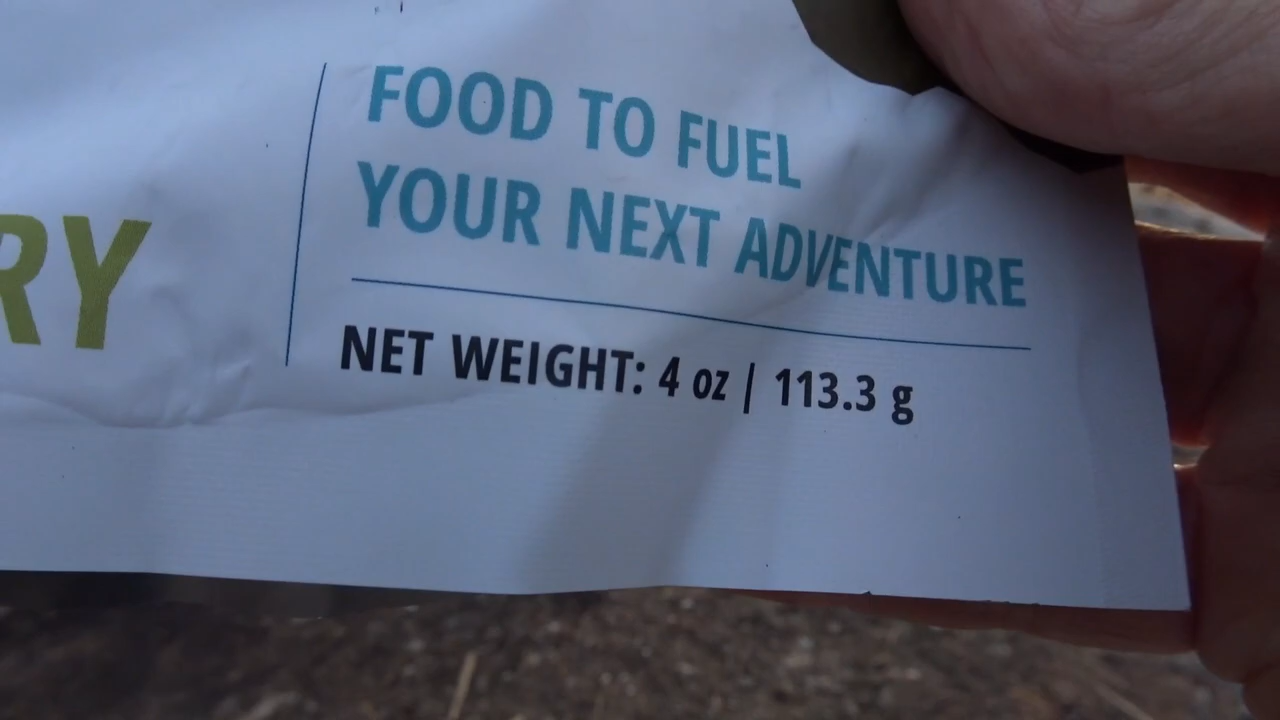 FOOD TO FUEL
YOUR NEXT ADVENTURE
RY
NET WEIGHT: 4 oz | 113.3 g